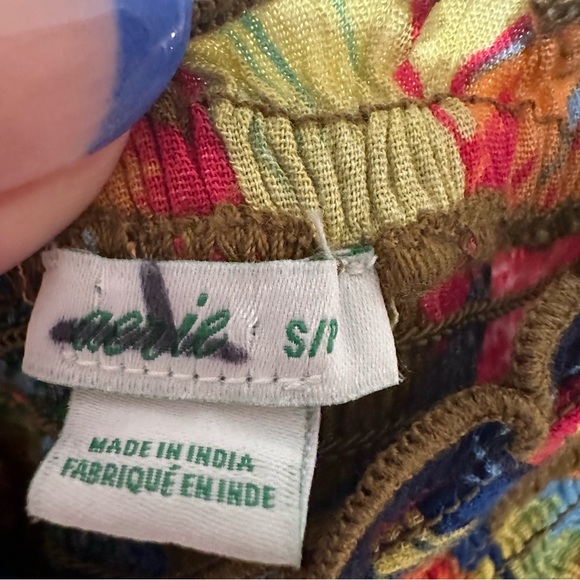 aerie S/P
MADE IN INDIA
FABRIQUÉ EN INDE